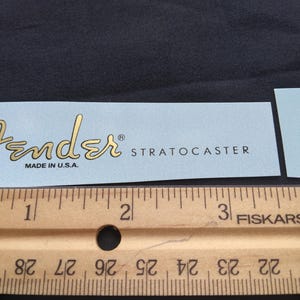 Fender®
STRATOCASTER
MADE IN U.S.A.
1 2 3 FISKARS
28 27 26 25 24 23 22